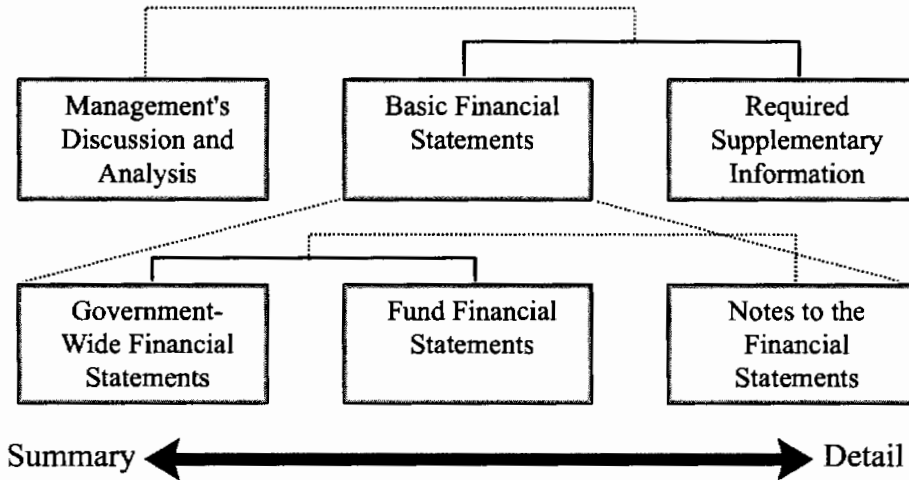 Management's
Discussion and
Analysis
Basic Financial
Statements
Required
Supplementary
Information
Government-
Wide Financial
Statements
Fund Financial
Statements
Notes to the
Financial
Statements
Summary
Detail